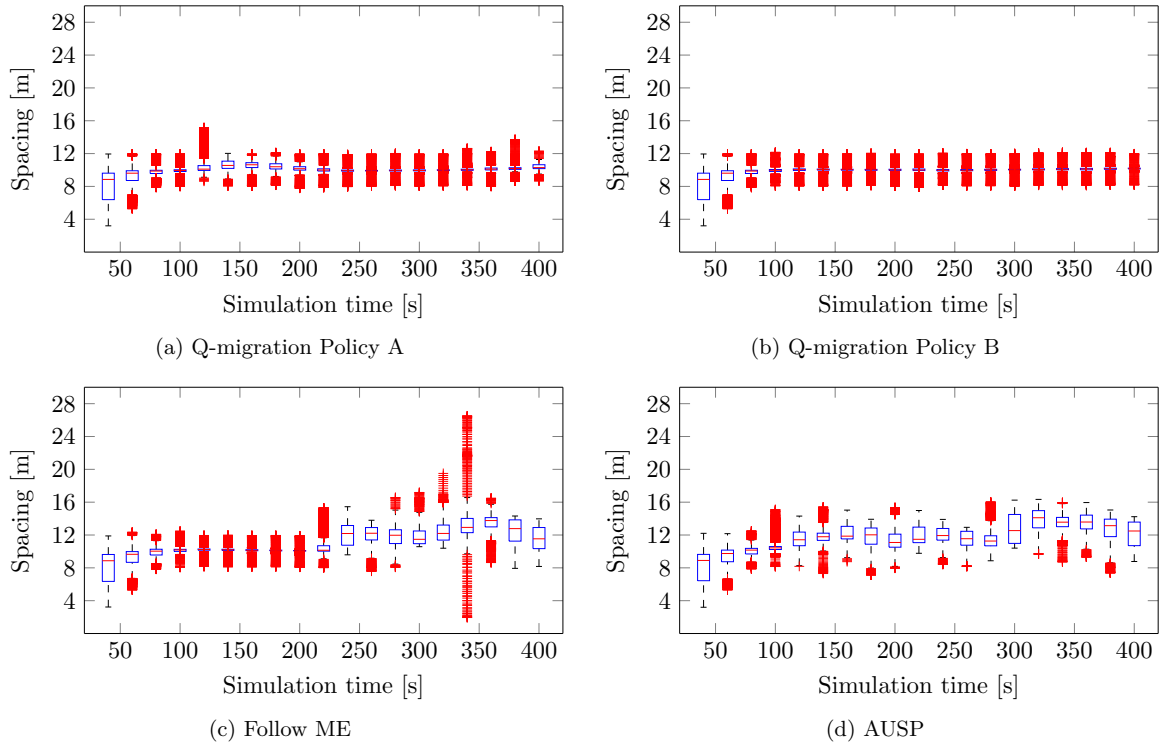 28
24
20
16
12
8
4
Spacing [m]
50 100 150 200 250 300 350 400
Simulation time [s]
(a) Q-migration Policy A
28
24
20
16
12
8
4
Spacing [m]
50 100 150 200 250 300 350 400
Simulation time [s]
(b) Q-migration Policy B
28
24
20
16
12
8
4
Spacing [m]
50 100 150 200 250 300 350 400
Simulation time [s]
(c) Follow ME
28
24
20
16
12
8
4
Spacing [m]
50 100 150 200 250 300 350 400
Simulation time [s]
(d) AUSP